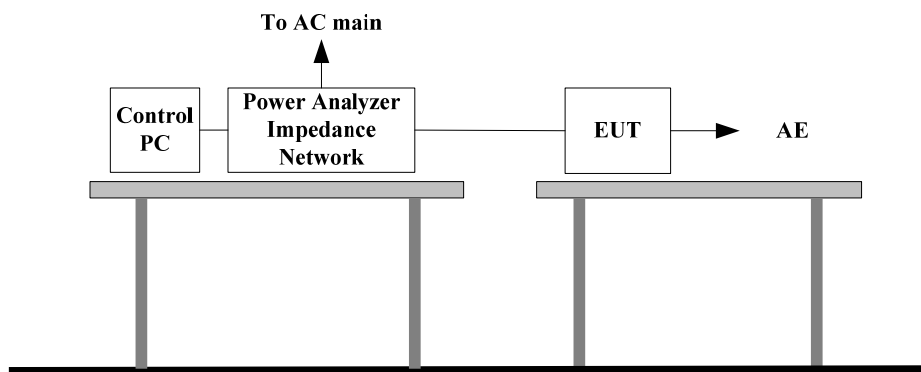 To AC main
Control
PC
Power Analyzer
Impedance
Network
EUT
AE